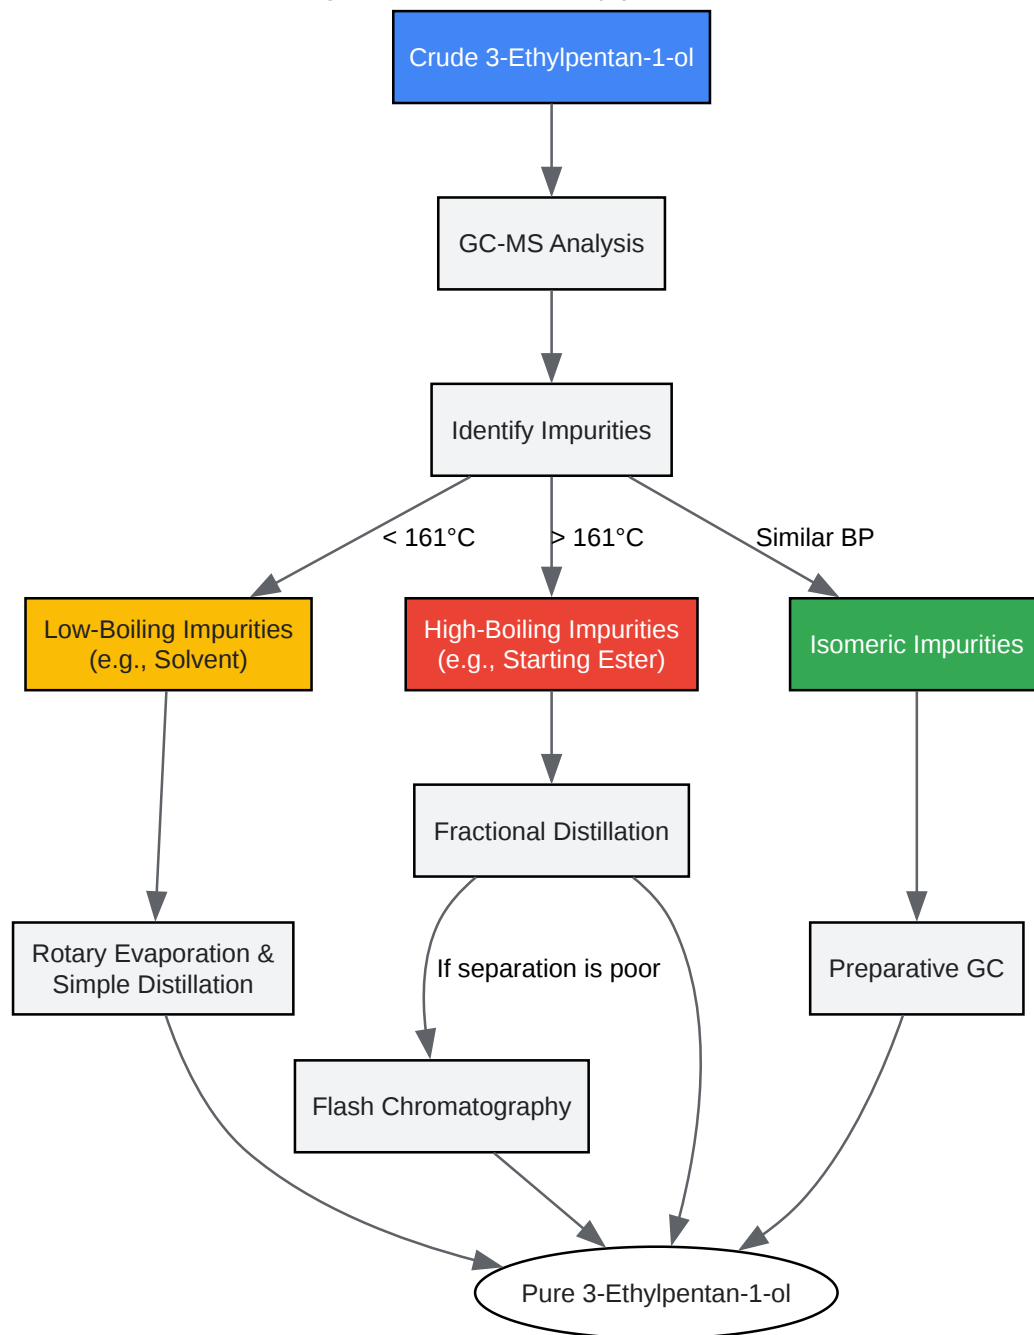 Crude 3-Ethylpentan-1-ol
GC-MS Analysis
Identify Impurities
< 161°C
> 161°C
Similar BP
Low-Boiling Impurities
(e.g., Solvent)
High-Boiling Impurities
(e.g., Starting Ester)
Isomeric Impurities
Fractional Distillation
Rotary Evaporation &
Simple Distillation
If separation is poor
Preparative GC
Flash Chromatography
Pure 3-Ethylpentan-1-ol